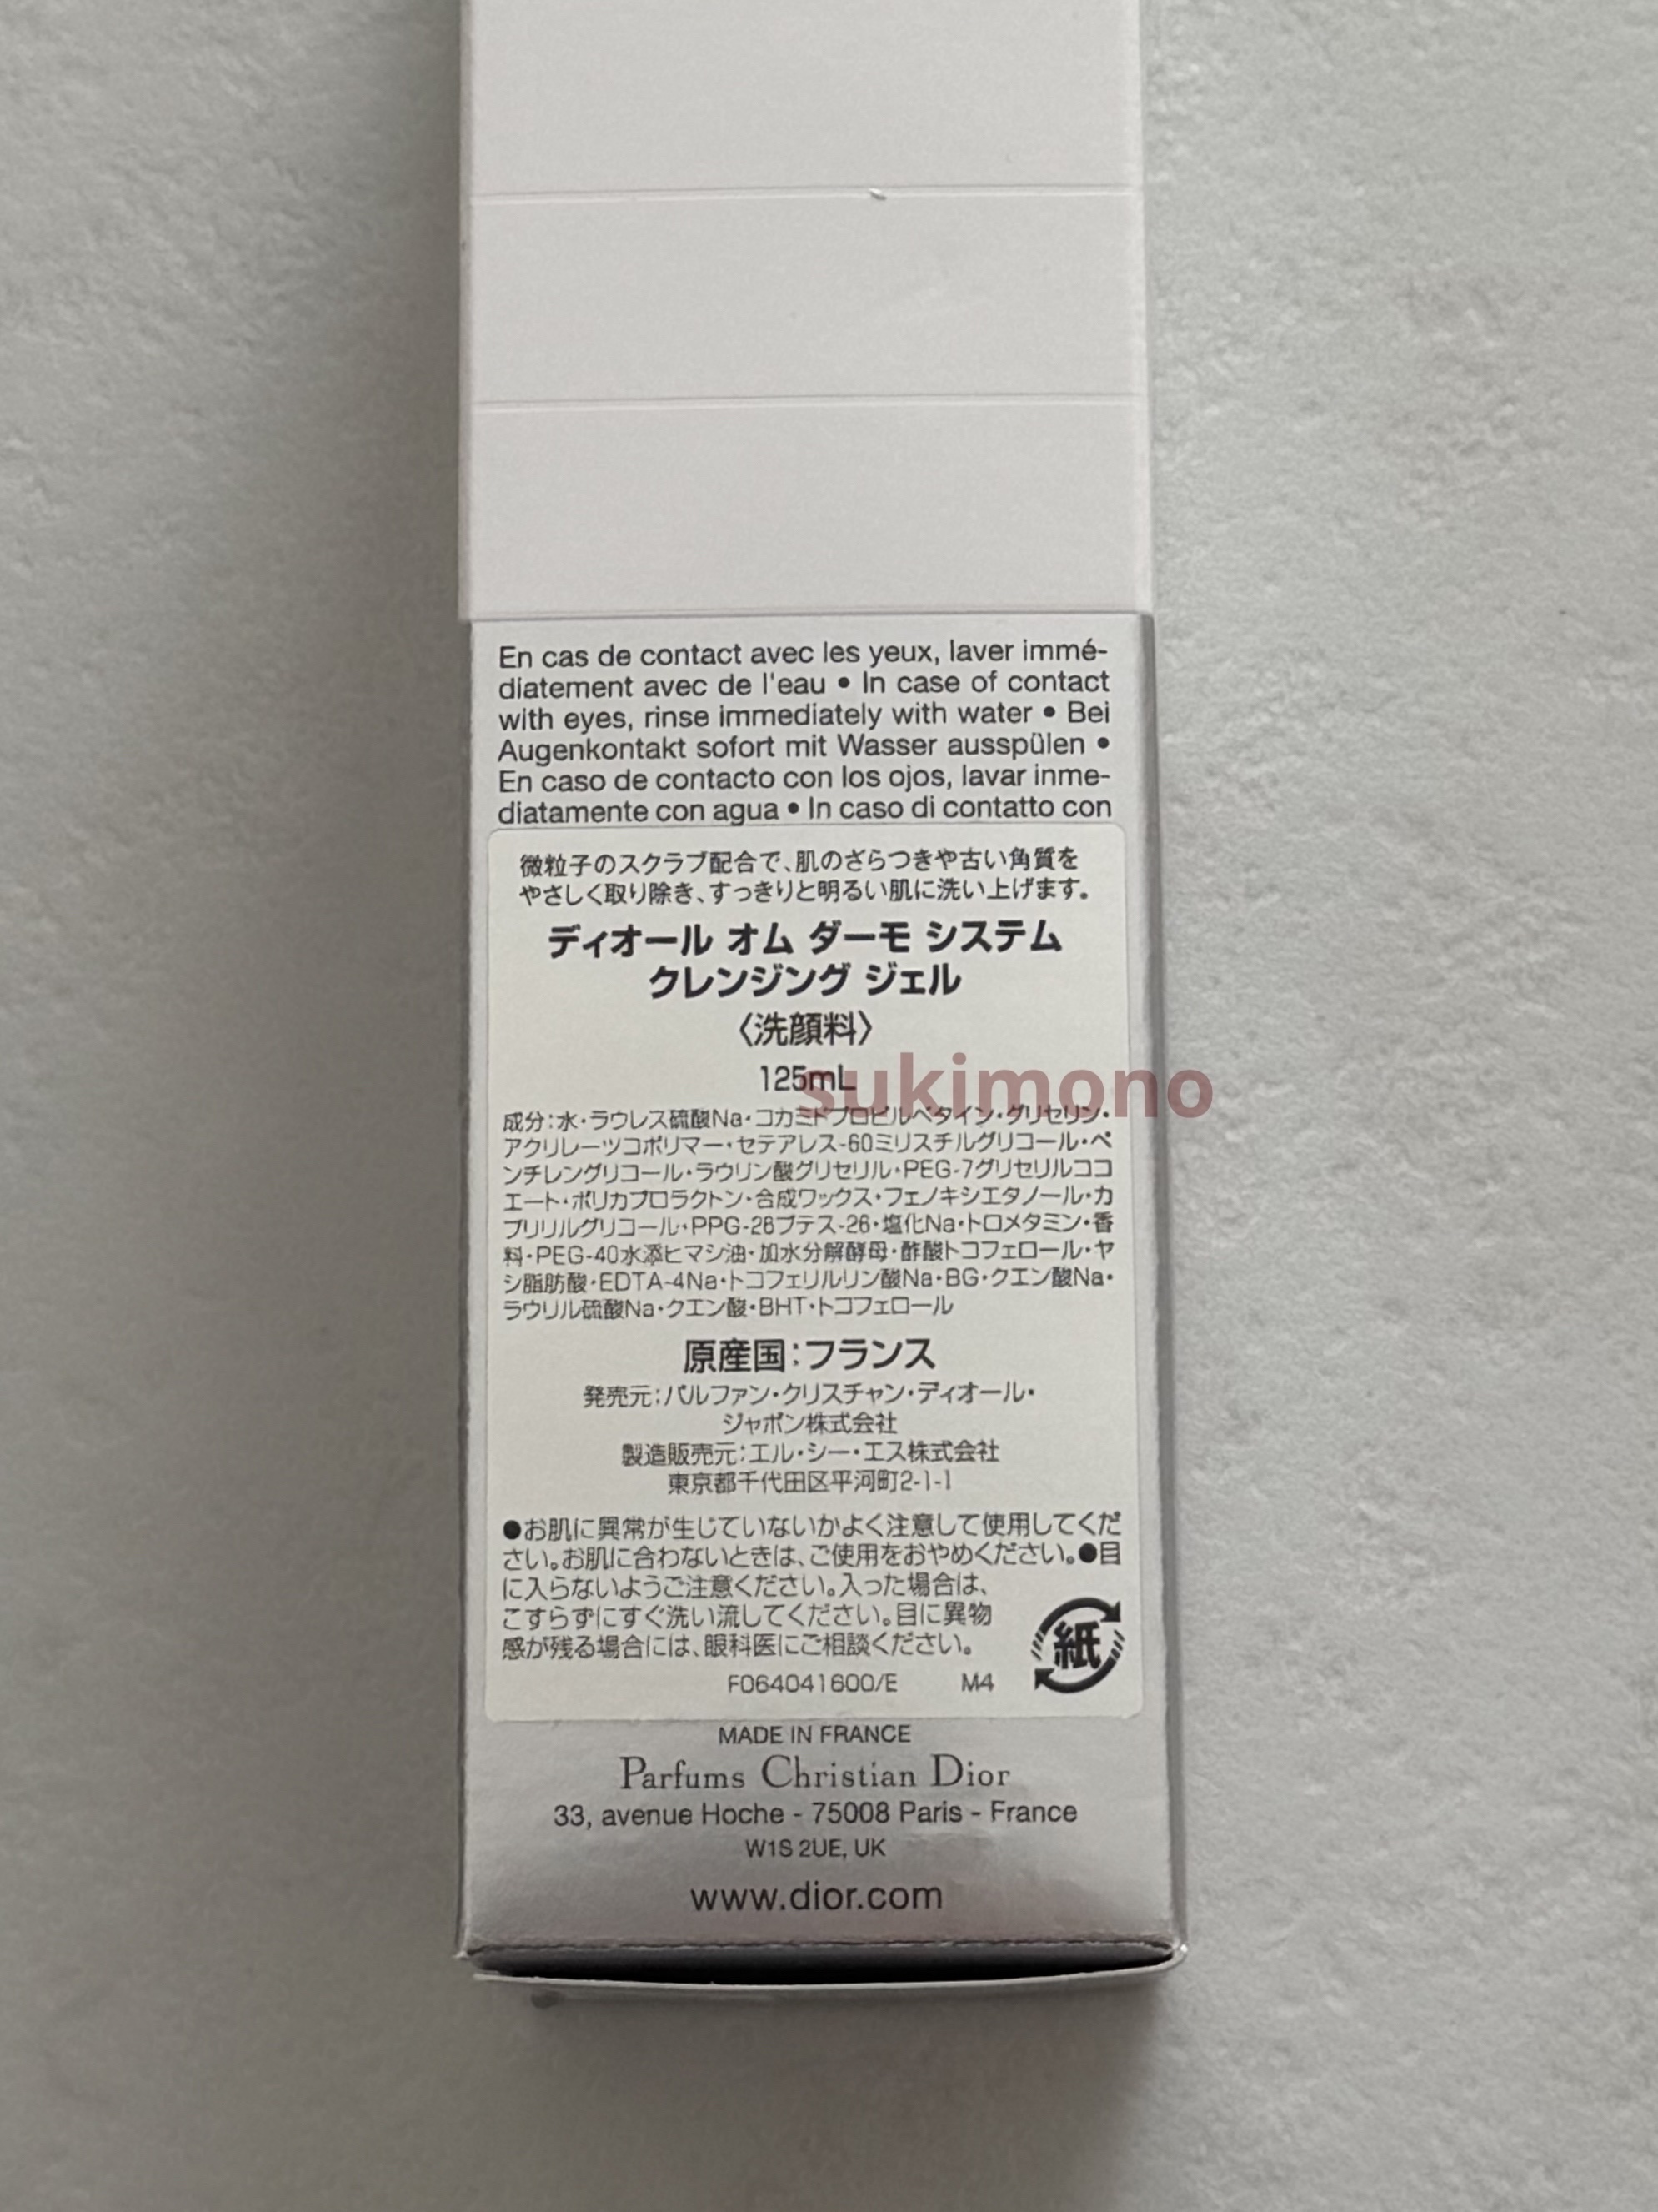 En cas de contact avec les yeux, laver immé-
diatement avec de l'eau • In case of contact
with eyes, rinse immediately with water • Bei
Augenkontakt sofort mit Wasser ausspülen •
En caso de contacto con los ojos, lavar inme-
diatamente con agua • In caso di contatto con
微粒子のスクラブ配合で、肌のざらつきや古い角質を
やさしく取り除き、すっきりと明るい肌に洗い上げます。
ディオール オム ダーモ システム
クレンジング ジェル
〈洗顔料〉
125mL
sukimono
成分:水・ラウレス硫酸Na・コカミドプロピルベタイン・グリセリン・
アクリレーツコポリマー・セテアレス-60ミリスチルグリコール・ペ
ンチレングリコール・ラウリン酸グリセリル・PEG-7グリセリルココ
エート・ポリカプロラクトン・合成ワックス・フェノキシエタノール・カ
プリリルグリコール・PPG-26ブテス-26・塩化Na・トロメタミン・香
料・PEG-40水添ヒマシ油・加水分解酵母・酢酸トコフェロール・ヤ
シ脂肪酸・EDTA-4Na・トコフェリルリン酸Na・BG・クエン酸Na・
ラウリル硫酸Na・クエン酸・BHT・トコフェロール
原産国:フランス
発売元:パルファン・クリスチャン・ディオール・
ジャポン株式会社
製造販売元:エル・シー・エス株式会社
東京都千代田区平河町2-1-1
●お肌に異常が生じていないかよく注意して使用してくだ
さい。お肌に合わないときは、ご使用をおやめください。●目
に入らないようご注意ください。入った場合は、
こすらずにすぐ洗い流してください。目に異物
感が残る場合には、眼科医にご相談ください。
紙
F064041600/E M4
MADE IN FRANCE
Parfums Christian Dior
33, avenue Hoche - 75008 Paris - France
W1S 2UE, UK
www.dior.com